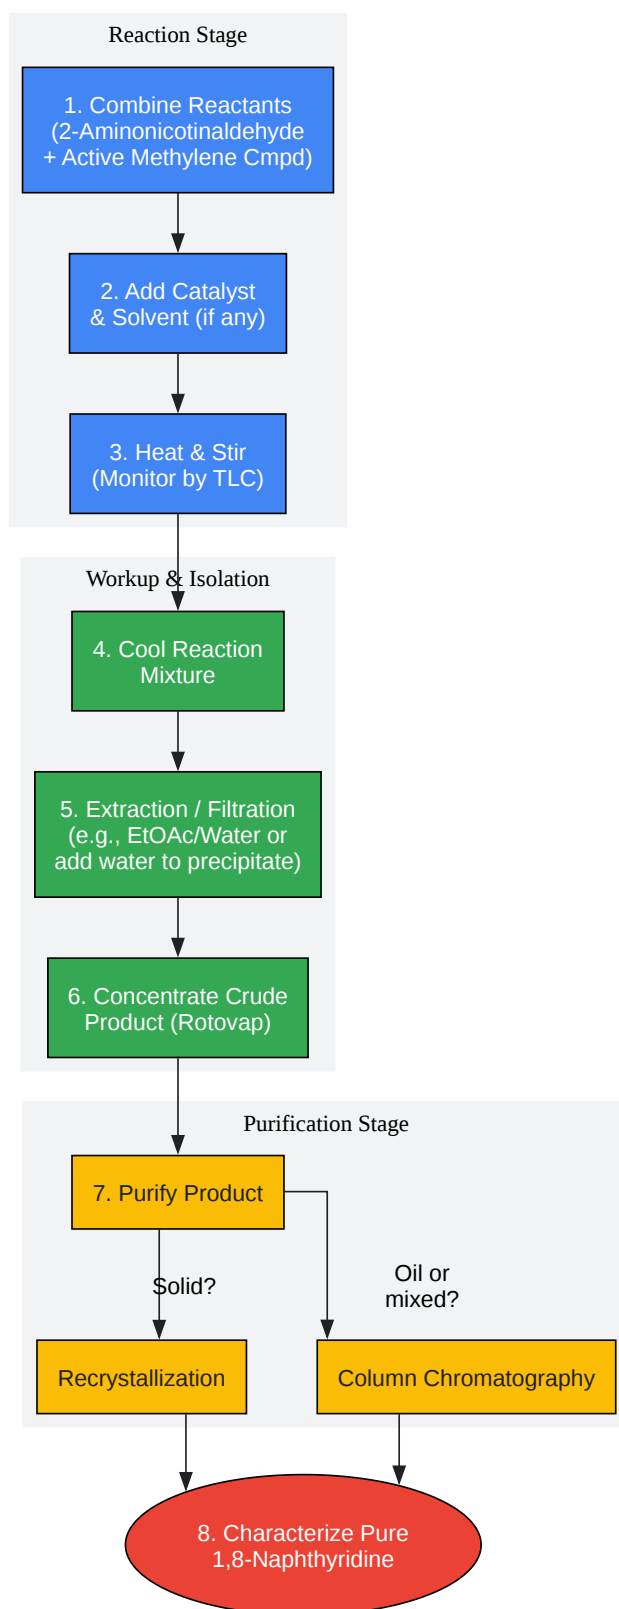 Reaction Stage
1. Combine Reactants
(2-Aminonicotinaldehyde
+ Active Methylene Cmpd)
2. Add Catalyst
& Solvent (if any)
3. Heat & Stir
(Monitor by TLC)
Workup & Isolation
4. Cool Reaction
Mixture
5. Extraction / Filtration
(e.g., EtOAc/Water or
add water to precipitate)
6. Concentrate Crude
Product (Rotovap)
Purification Stage
7. Purify Product
Solid?
Oil or
mixed?
Recrystallization
Column Chromatography
8. Characterize Pure
1,8-Naphthyridine